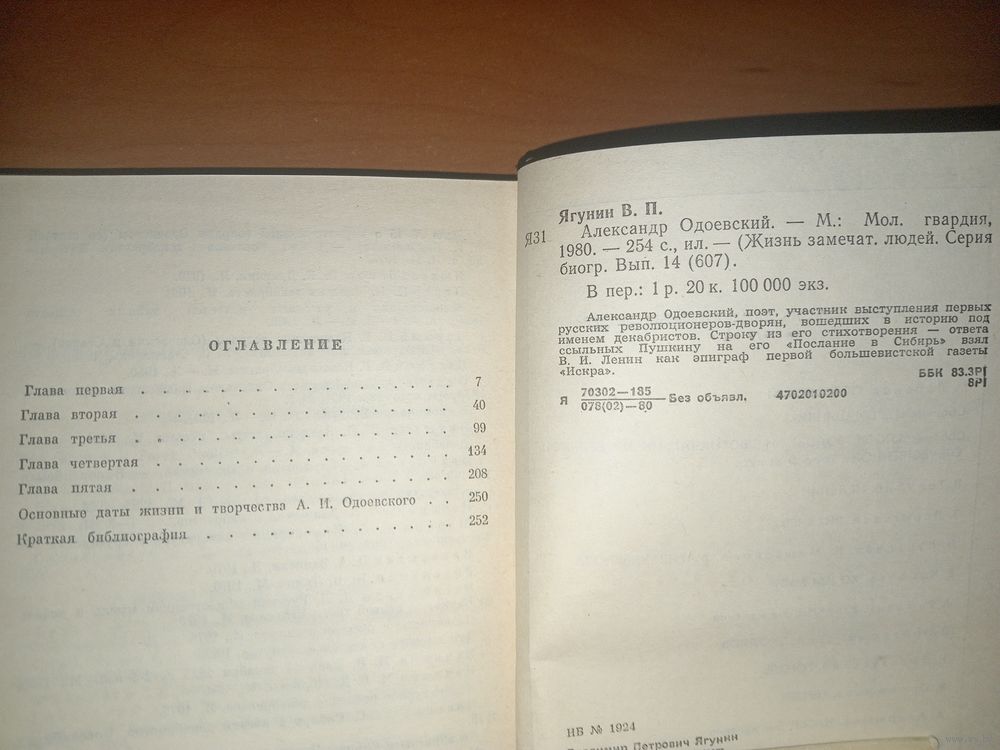 ОГЛАВЛЕНИЕ
Глава первая . . . . . . . . . . . . . . . . 7
Глава вторая . . . . . . . . . . . . . . . . 40
Глава третья . . . . . . . . . . . . . . . . 99
Глава четвертая . . . . . . . . . . . . . . . 134
Глава пятая . . . . . . . . . . . . . . . . 208
Основные даты жизни и творчества А. И. Одоевского . . 250
Краткая библиография . . . . . . . . . . . . 252
Ягунин В. П.
Я31 Александр Одоевский. — М.: Мол. гвардия,
1980. — 254 с., ил. — (Жизнь замечат. людей. Серия
биогр. Вып. 14 (607).
В пер.: 1 р. 20 к. 100 000 экз.
Александр Одоевский, поэт, участник выступления первых
русских революционеров-дворян, вошедших в историю под
именем декабристов. Строку из его стихотворения — ответа
ссыльных Пушкину на его «Послание в Сибирь» взял
В. И. Ленин как эпиграф первой большевистской газеты
«Искра».
ББК 83.3Р1
8Р1
Я 70302—185
078(02)—80 Без объявл. 4702010200
ИБ № 1924
Петрович Ягунин